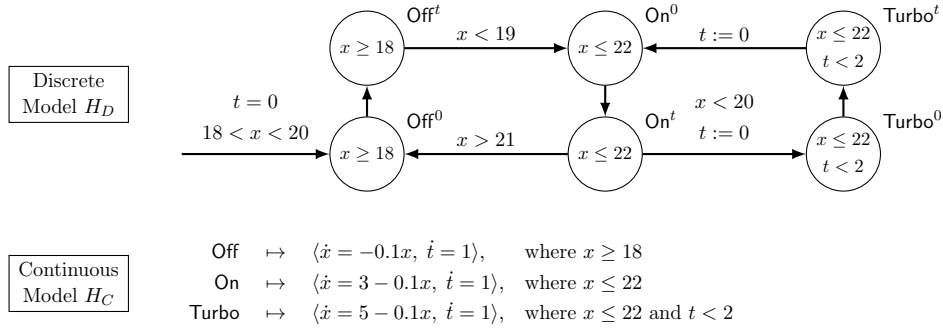 Off^t
On^0
Turbo^t
x ≥ 18
x < 19
x ≤ 22
t := 0
x ≤ 22
t < 2
Discrete
Model H_D
t = 0
18 < x < 20
Off^0
x ≥ 18
x > 21
On^t
x ≤ 22
x < 20
t := 0
Turbo^0
x ≤ 22
t < 2
Continuous
Model H_C
Off ↦ ⟨ẋ = −0.1x, ṫ = 1⟩, where x ≥ 18
On ↦ ⟨ẋ = 3 − 0.1x, ṫ = 1⟩, where x ≤ 22
Turbo ↦ ⟨ẋ = 5 − 0.1x, ṫ = 1⟩, where x ≤ 22 and t < 2